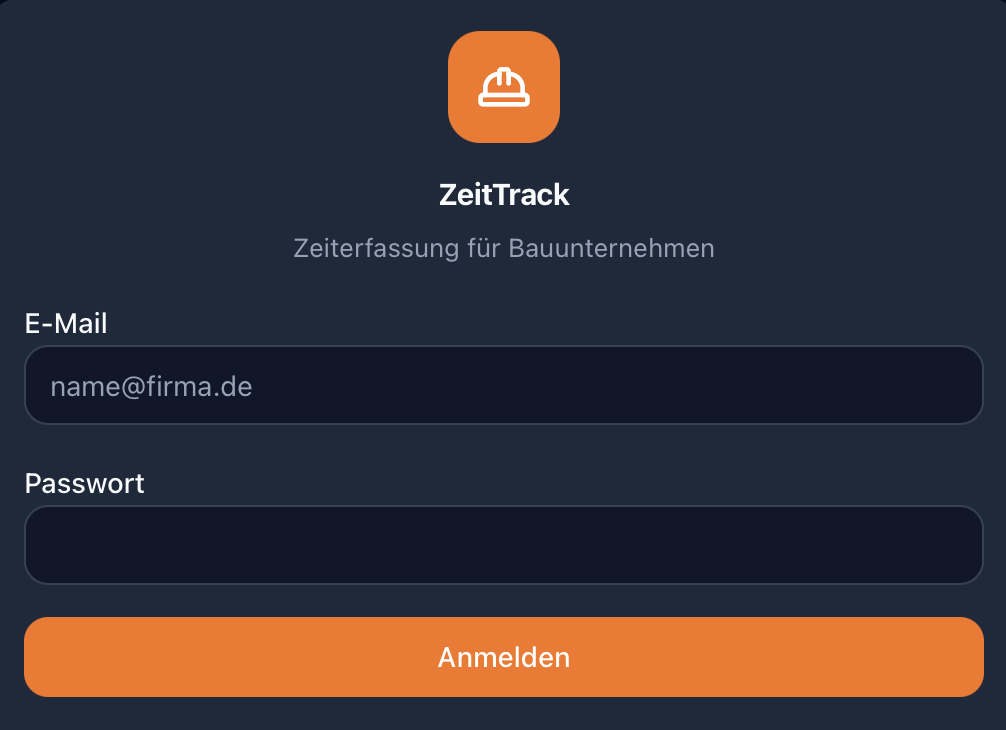 ZeitTrack
Zeiterfassung für Bauunternehmen
E-Mail
name@firma.de
Passwort
Anmelden